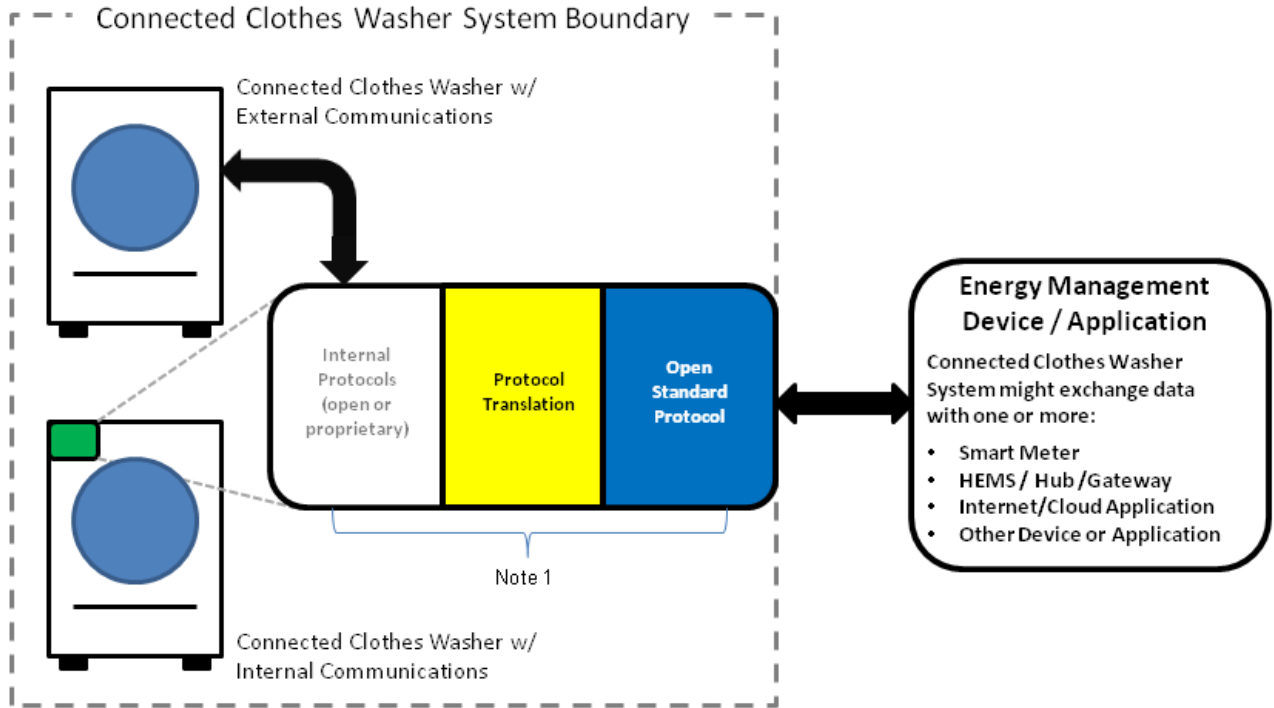 Connected Clothes Washer System Boundary
Connected Clothes Washer w/
External Communications
Internal
Protocols
(open or
proprietary)
Protocol
Translation
Open
Standard
Protocol
Note 1
Connected Clothes Washer w/
Internal Communications
Energy Management
Device / Application
Connected Clothes Washer
System might exchange data
with one or more:
• Smart Meter
• HEMS / Hub /Gateway
• Internet/Cloud Application
• Other Device or Application